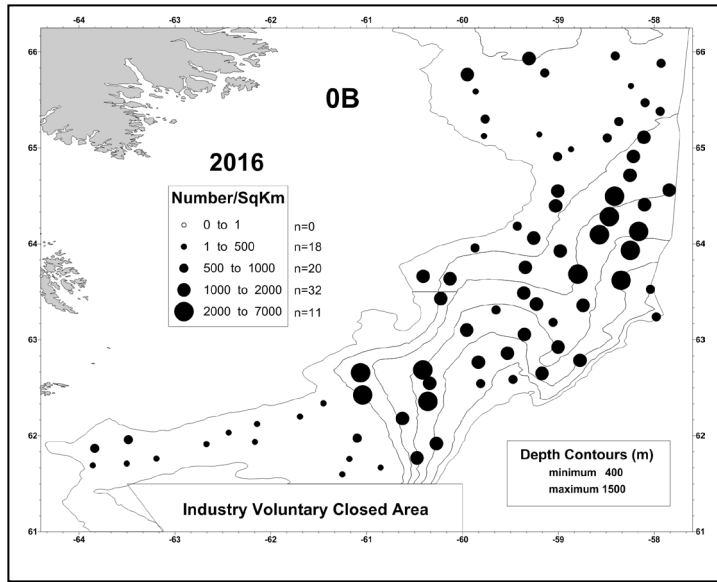 -64 -63 -62 -61 -60 -59 -58
66 66
0B
65 65
2016
Number/SqKm
0 to 1 n=0
1 to 500 n=18
64 64
500 to 1000 n=20
1000 to 2000 n=32
2000 to 7000 n=11
63 63
62 62
Depth Contours (m)
minimum 400
maximum 1500
Industry Voluntary Closed Area
61 61
-64 -63 -62 -61 -60 -59 -58